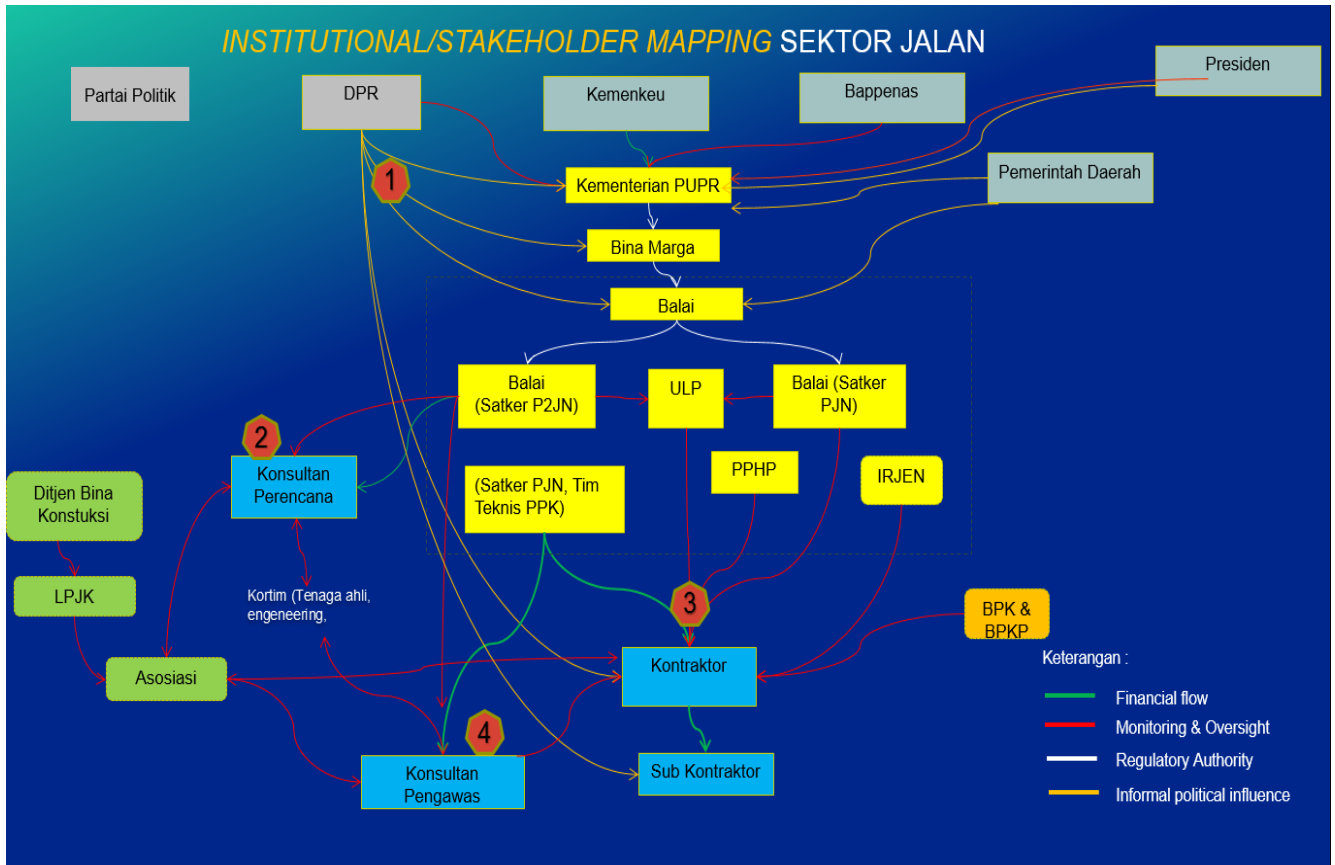 INSTITUTIONAL/STAKEHOLDER MAPPING SEKTOR JALAN
Partai Politik
DPR
Kemenkeu
Bappenas
Presiden
1
Kementerian PUPR
Pemerintah Daerah
Bina Marga
Balai
Balai
(Satker P2JN)
ULP
Balai (Satker
PJN)
2
Konsultan
Perencana
(Satker PJN, Tim
Teknis PPK)
PPHP
IRJEN
Ditjen Bina
Konstuksi
LPJK
Kortim (Tenaga ahli,
engeneering,
3
BPK &
BPKP
Asosiasi
Kontraktor
4
Konsultan
Pengawas
Sub Kontraktor
Keterangan :
Financial flow
Monitoring & Oversight
Regulatory Authority
Informal political influence